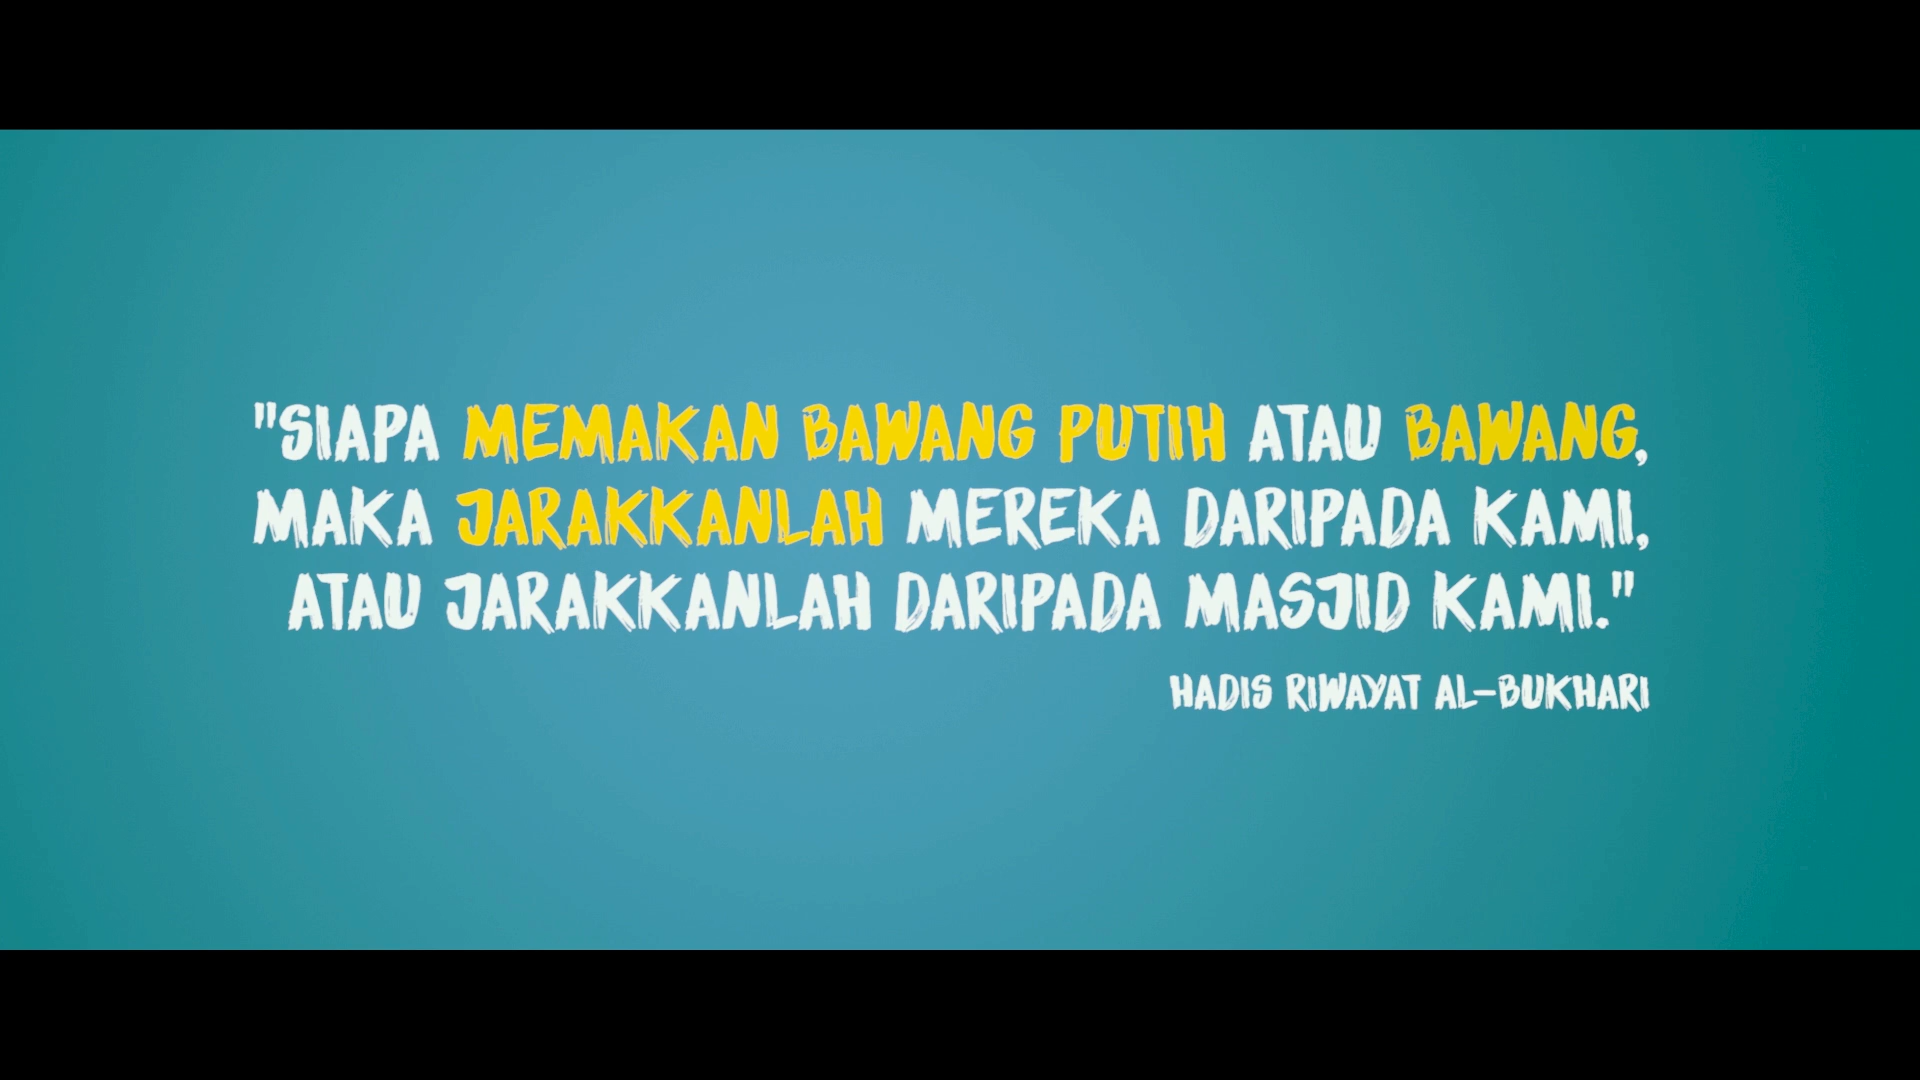 "SIAPA MEMAKAN BAWANG PUTIH ATAU BAWANG,
MAKA JARAKKANLAH MEREKA DARIPADA KAMI,
ATAU JARAKKANLAH DARIPADA MASJID KAMI."
HADIS RIWAYAT AL-BUKHARI